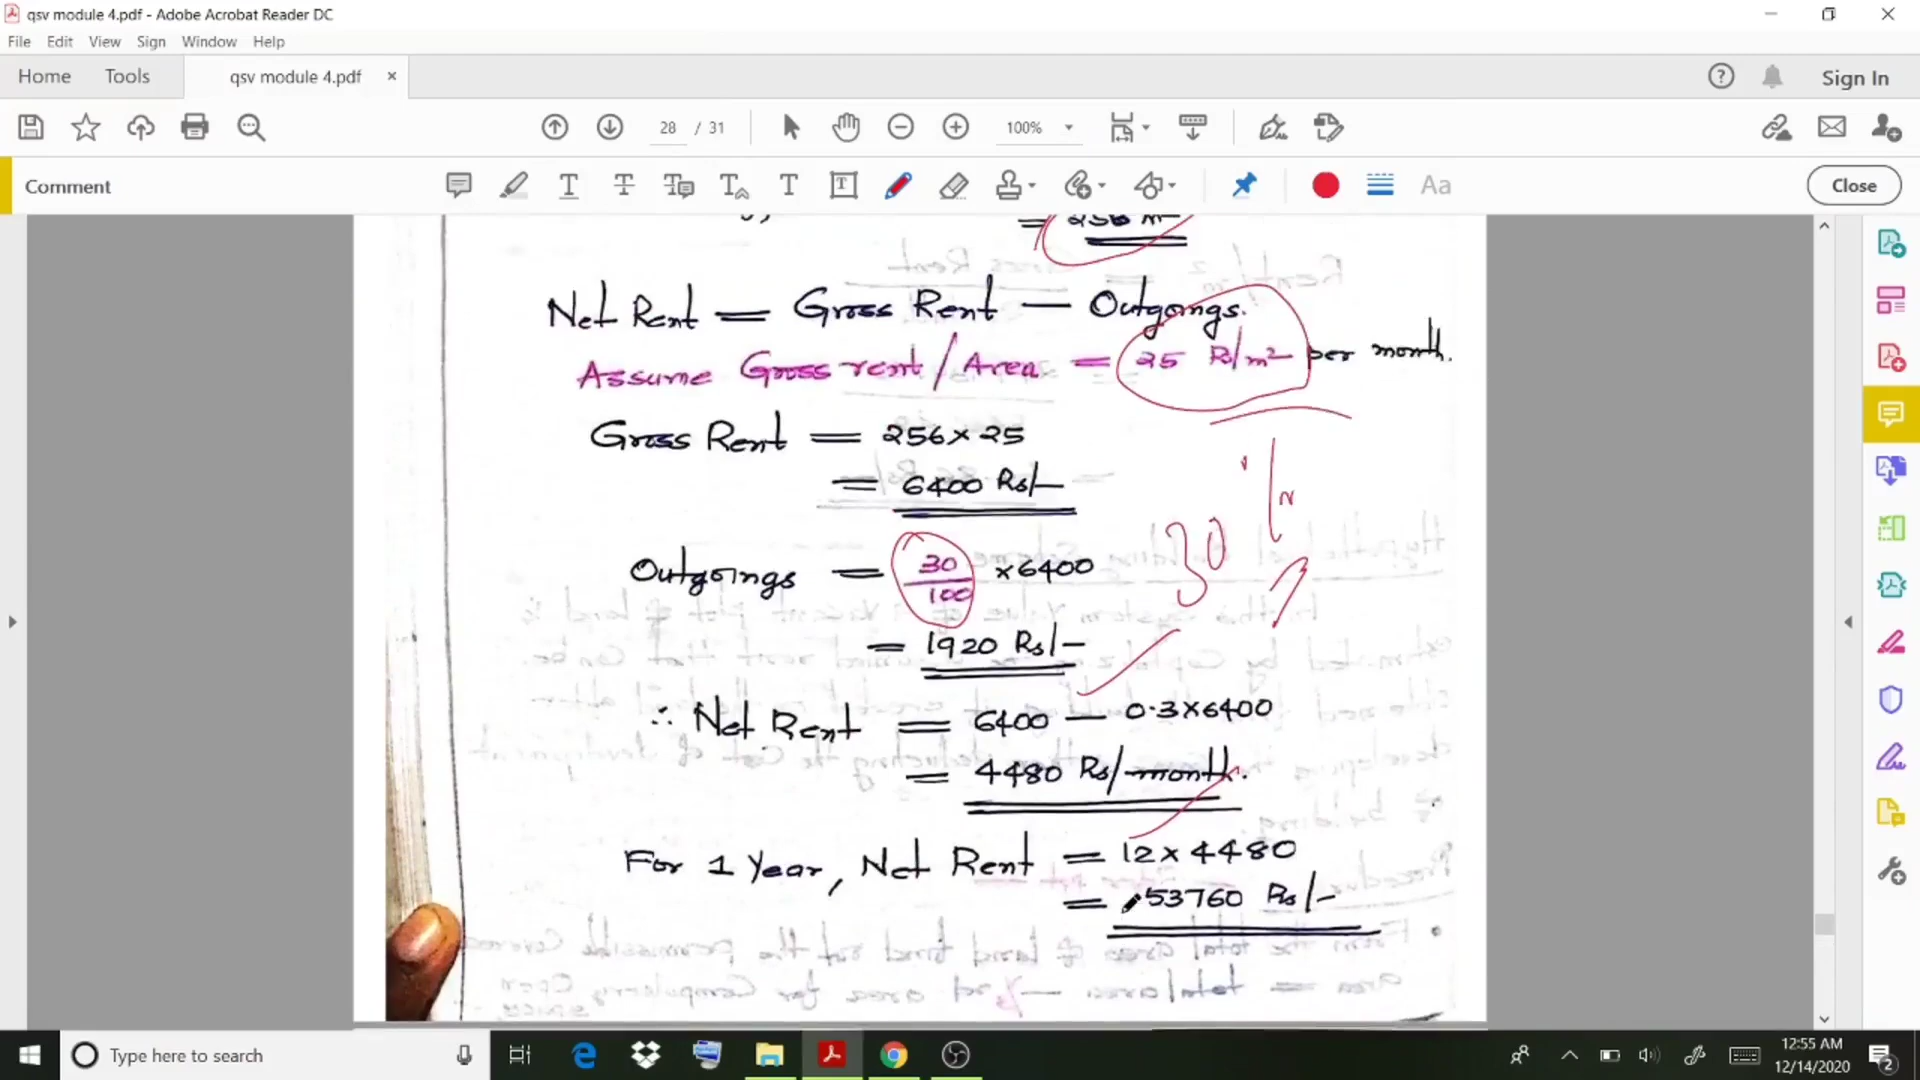 qsv module 4.pdf - Adobe Acrobat Reader DC
File Edit View Sign Window Help
Home Tools qsv module 4.pdf × Sign In
28 / 31 100%
Comment Close
= 256 m²
Net Rent = Gross Rent - Outgoings.
Assume Gross rent/Area = 25 Rs/m² per month.
Gross Rent = 256 × 25
= 6400 Rs/-
30 %
Outgoings = 30/100 × 6400
= 1920 Rs/-
∴ Net Rent = 6400 - 0.3×6400
= 4480 Rs/month.
For 1 Year, Net Rent = 12 × 4480
= 53760 Rs/-
Type here to search
12:55 AM
12/14/2020
2